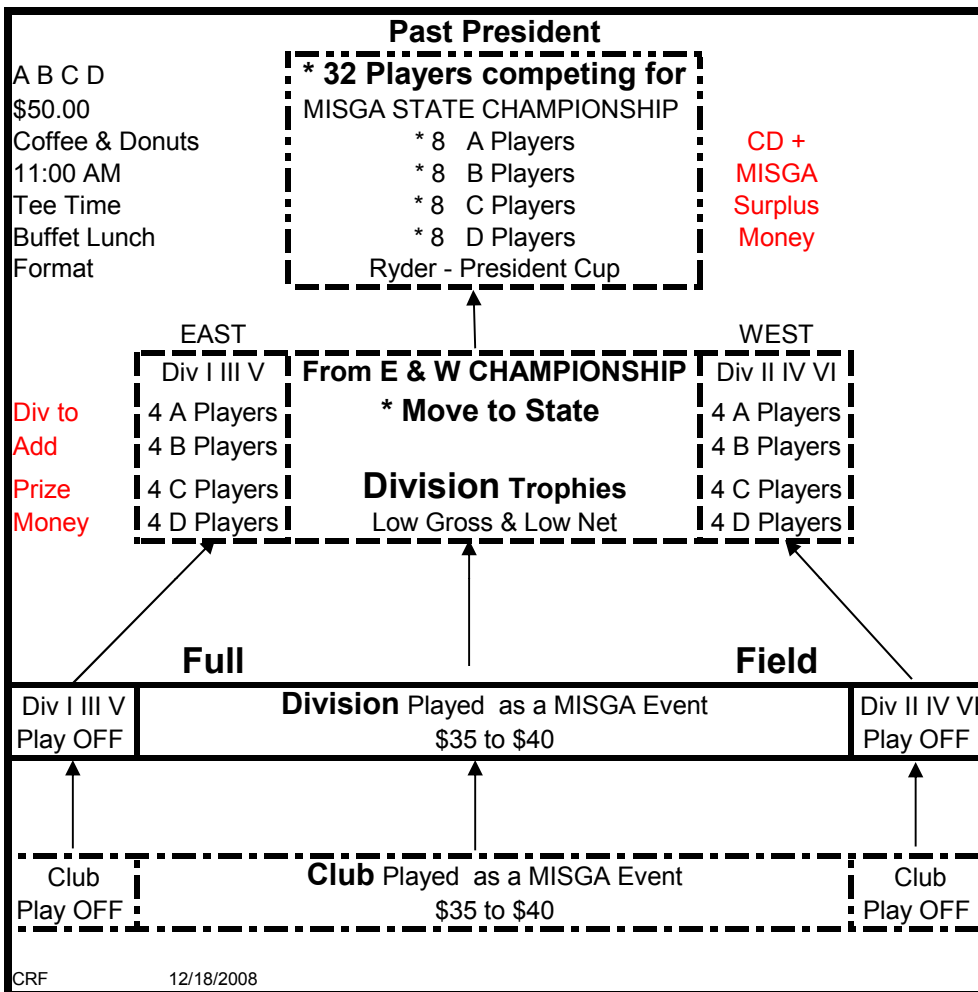 Past President
A B C D
* 32 Players competing for
$50.00
MISGA STATE CHAMPIONSHIP
Coffee & Donuts
* 8 A Players
CD +
11:00 AM
* 8 B Players
MISGA
Tee Time
* 8 C Players
Surplus
Buffet Lunch
* 8 D Players
Money
Format
Ryder - President Cup
EAST
WEST
Div I III V
From E & W CHAMPIONSHIP
Div II IV VI
Div to
4 A Players
* Move to State
4 A Players
Add
4 B Players
4 B Players
Prize
4 C Players
Division Trophies
4 C Players
Money
4 D Players
Low Gross & Low Net
4 D Players
Full
Field
Div I III V
Division Played as a MISGA Event
Div II IV VI
Play OFF
$35 to $40
Play OFF
Club
Club Played as a MISGA Event
Club
Play OFF
$35 to $40
Play OFF
CRF
12/18/2008